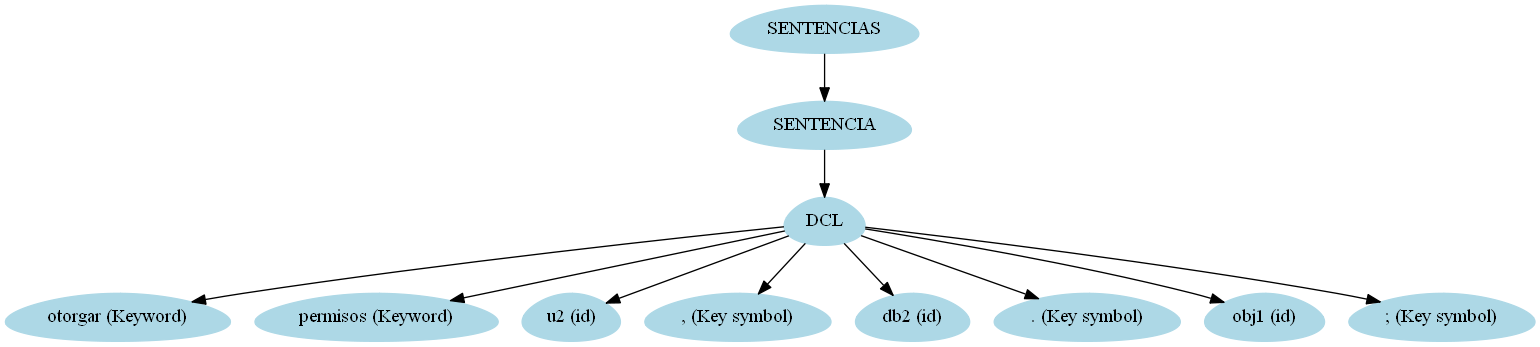 SENTENCIAS
SENTENCIA
DCL
otorgar (Keyword)
permisos (Keyword)
u2 (id)
, (Key symbol)
db2 (id)
. (Key symbol)
obj1 (id)
; (Key symbol)